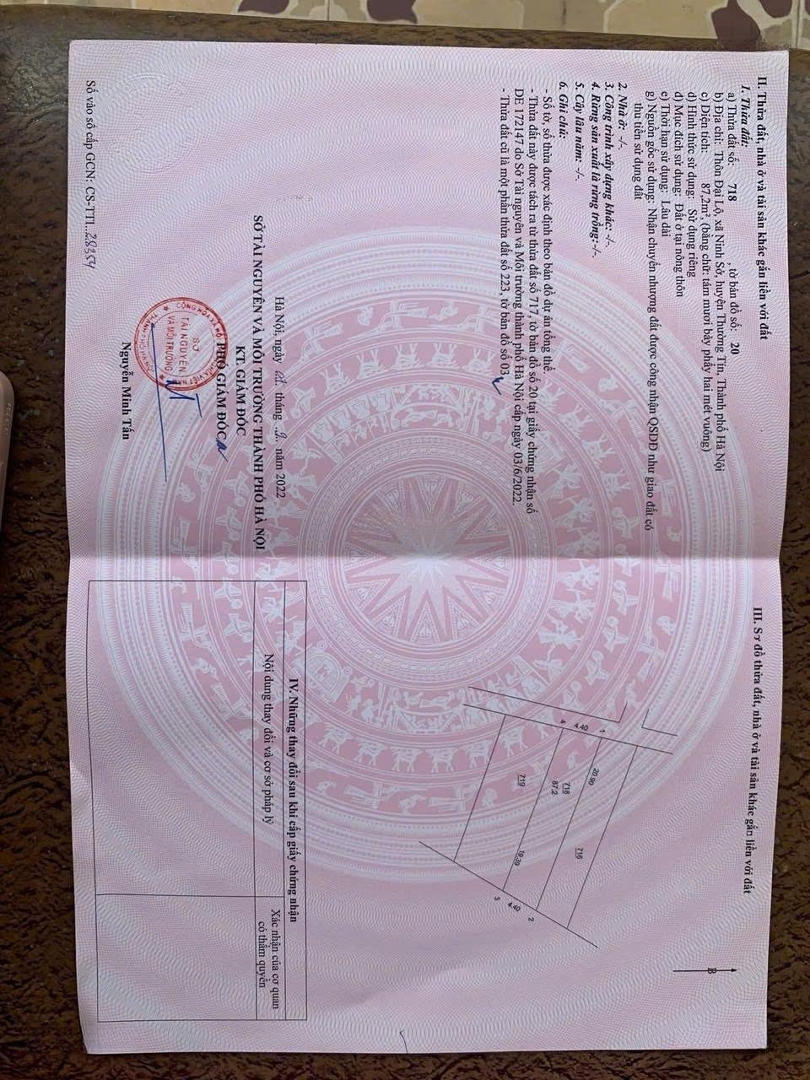 II. Thửa đất, nhà ở và tài sản khác gắn liền với đất
1. Thửa đất:
a) Thửa đất số: 718 , tờ bản đồ số: 20
b) Địa chỉ: Thôn Đại Lộ, xã Ninh Sở, huyện Thường Tín, Thành phố Hà Nội
c) Diện tích: 87,2m², (bằng chữ: tám mươi bảy phẩy hai mét vuông)
d) Hình thức sử dụng: Sử dụng riêng
đ) Mục đích sử dụng: Đất ở tại nông thôn
e) Thời hạn sử dụng: Lâu dài
g) Nguồn gốc sử dụng: Nhận chuyển nhượng đất được công nhận QSDĐ như giao đất có
thu tiền sử dụng đất
2. Nhà ở: -/-.
3. Công trình xây dựng khác: -/-.
4. Rừng sản xuất là rừng trồng: -/-.
5. Cây lâu năm: -/-.
6. Ghi chú:
- Số tờ, số thửa được xác định theo bản đồ dự án tổng thể.
- Thửa đất này được tách ra từ thửa đất số 717, tờ bản đồ số 20 tại giấy chứng nhận số
DE 172147 do Sở Tài nguyên và Môi trường thành phố Hà Nội cấp ngày 03/6/2022.
- Thửa đất cũ là một phần thửa đất số 223, tờ bản đồ số 03.
Hà Nội, ngày tháng năm 2022
SỞ TÀI NGUYÊN VÀ MÔI TRƯỜNG THÀNH PHỐ HÀ NỘI
KT. GIÁM ĐỐC
PHÓ GIÁM ĐỐC
SỞ
TÀI NGUYÊN
VÀ MÔI TRƯỜNG
Nguyễn Minh Tấn
Số vào sổ cấp GCN: CS-TTI..28354
III. Sơ đồ thửa đất, nhà ở và tài sản khác gắn liền với đất
B
716
1
20.90
2
4.40
718
87.2
4.40
4
3
719
IV. Những thay đổi sau khi cấp giấy chứng nhận
Nội dung thay đổi và cơ sở pháp lý
Xác nhận của cơ quan
có thẩm quyền